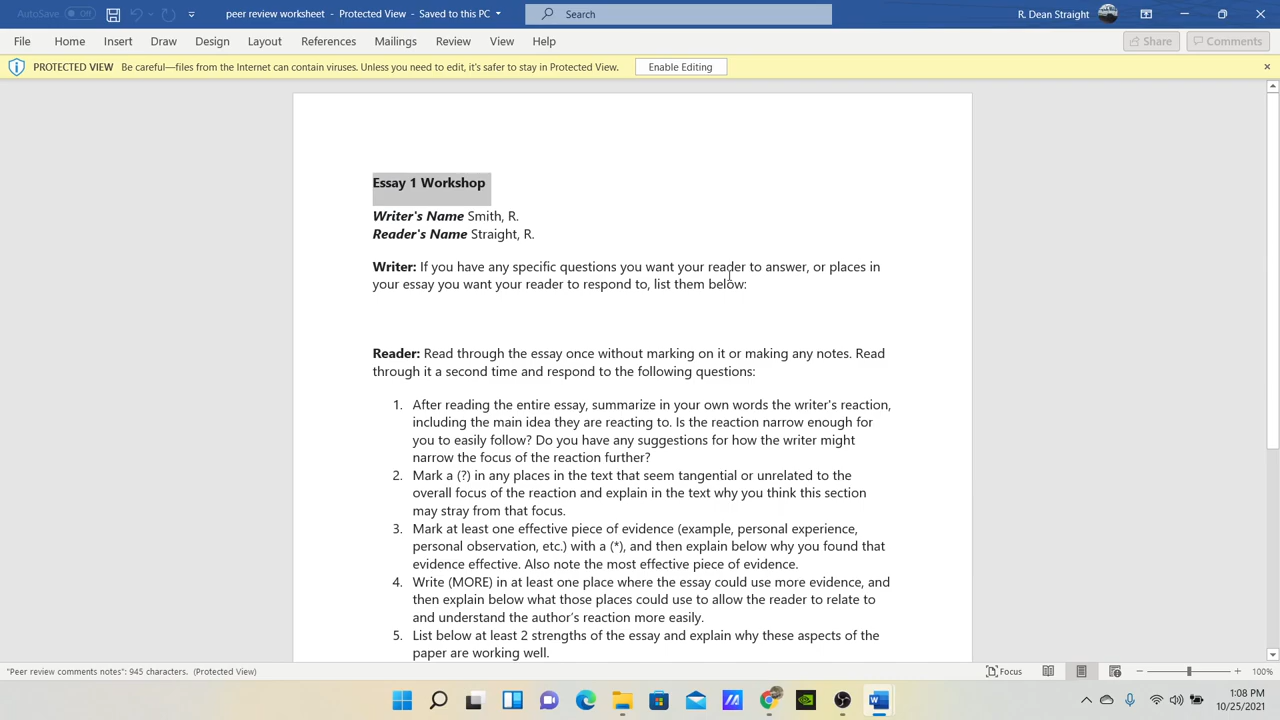 AutoSave Off peer review worksheet - Protected View - Saved to this PC Search R. Dean Straight
File Home Insert Draw Design Layout References Mailings Review View Help Share Comments
PROTECTED VIEW Be careful—files from the Internet can contain viruses. Unless you need to edit, it's safer to stay in Protected View. Enable Editing
Essay 1 Workshop
Writer's Name Smith, R.
Reader's Name Straight, R.
Writer: If you have any specific questions you want your reader to answer, or places in
your essay you want your reader to respond to, list them below:
Reader: Read through the essay once without marking on it or making any notes. Read
through it a second time and respond to the following questions:
1. After reading the entire essay, summarize in your own words the writer's reaction,
including the main idea they are reacting to. Is the reaction narrow enough for
you to easily follow? Do you have any suggestions for how the writer might
narrow the focus of the reaction further?
2. Mark a (?) in any places in the text that seem tangential or unrelated to the
overall focus of the reaction and explain in the text why you think this section
may stray from that focus.
3. Mark at least one effective piece of evidence (example, personal experience,
personal observation, etc.) with a (*), and then explain below why you found that
evidence effective. Also note the most effective piece of evidence.
4. Write (MORE) in at least one place where the essay could use more evidence, and
then explain below what those places could use to allow the reader to relate to
and understand the author's reaction more easily.
5. List below at least 2 strengths of the essay and explain why these aspects of the
paper are working well.
"Peer review comments notes": 945 characters. (Protected View) Focus 100%
1:08 PM
10/25/2021